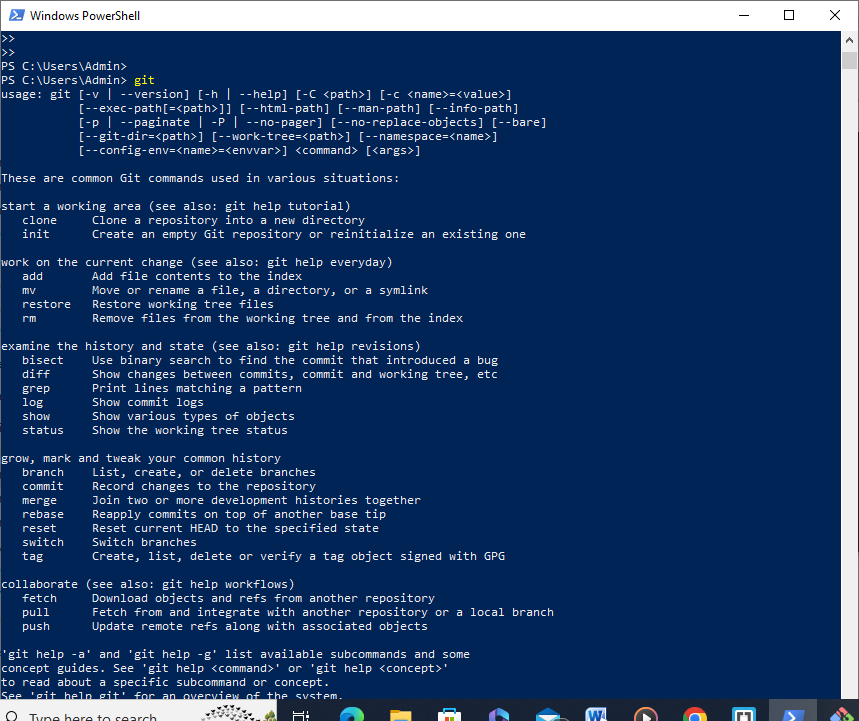 Windows PowerShell
>>
>>
PS C:\Users\Admin>
PS C:\Users\Admin> git
usage: git [-v | --version] [-h | --help] [-C <path>] [-c <name>=<value>]
           [--exec-path[=<path>]] [--html-path] [--man-path] [--info-path]
           [-p | --paginate | -P | --no-pager] [--no-replace-objects] [--bare]
           [--git-dir=<path>] [--work-tree=<path>] [--namespace=<name>]
           [--config-env=<name>=<envvar>] <command> [<args>]

These are common Git commands used in various situations:

start a working area (see also: git help tutorial)
   clone     Clone a repository into a new directory
   init      Create an empty Git repository or reinitialize an existing one

work on the current change (see also: git help everyday)
   add       Add file contents to the index
   mv        Move or rename a file, a directory, or a symlink
   restore   Restore working tree files
   rm        Remove files from the working tree and from the index

examine the history and state (see also: git help revisions)
   bisect    Use binary search to find the commit that introduced a bug
   diff      Show changes between commits, commit and working tree, etc
   grep      Print lines matching a pattern
   log       Show commit logs
   show      Show various types of objects
   status    Show the working tree status

grow, mark and tweak your common history
   branch    List, create, or delete branches
   commit    Record changes to the repository
   merge     Join two or more development histories together
   rebase    Reapply commits on top of another base tip
   reset     Reset current HEAD to the specified state
   switch    Switch branches
   tag       Create, list, delete or verify a tag object signed with GPG

collaborate (see also: git help workflows)
   fetch     Download objects and refs from another repository
   pull      Fetch from and integrate with another repository or a local branch
   push      Update remote refs along with associated objects

'git help -a' and 'git help -g' list available subcommands and some
concept guides. See 'git help <command>' or 'git help <concept>'
to read about a specific subcommand or concept.
See 'git help git' for an overview of the system.
Type here to search